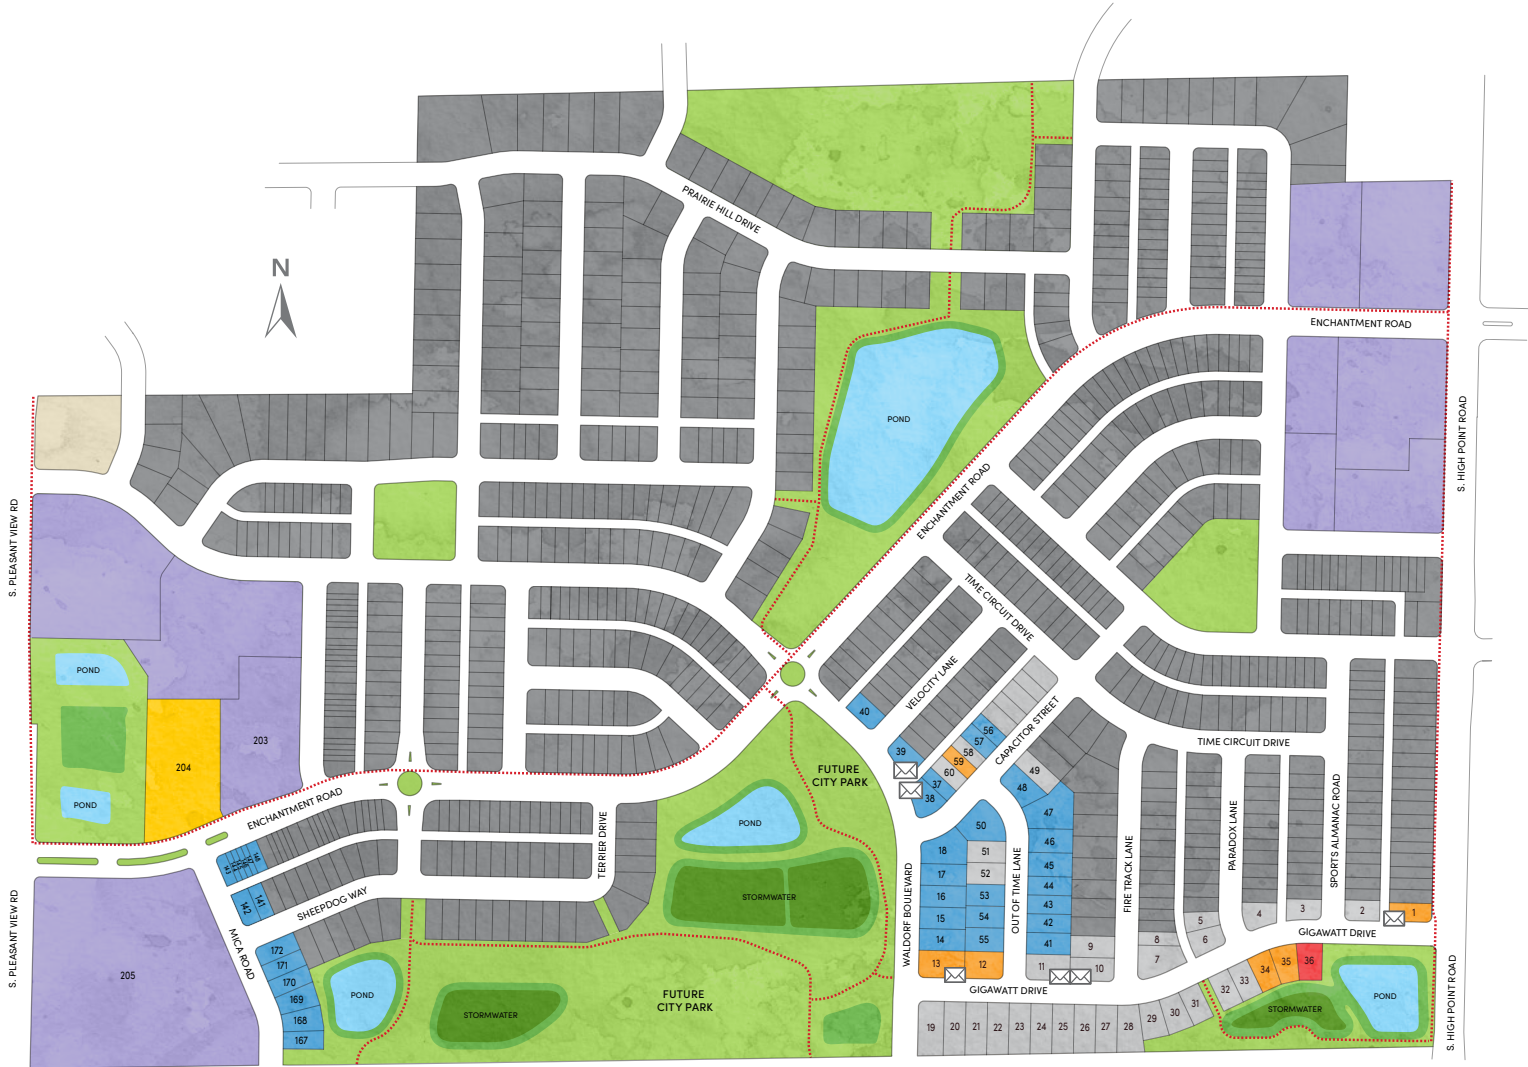 N
PRAIRIE HILL DRIVE
ENCHANTMENT ROAD
S. HIGH POINT ROAD
POND
ENCHANTMENT ROAD
S. PLEASANT VIEW RD
TIME CIRCUIT DRIVE
VELOCITY LANE
CAPACITOR STREET
TIME CIRCUIT DRIVE
POND
203
204
POND
ENCHANTMENT ROAD
40
39
56
57
58
59
60
37
38
49
48
47
46
45
44
43
42
41
FUTURE
CITY PARK
POND
STORMWATER
TERRIER DRIVE
SHEEPDOG WAY
MICA ROAD
141
142
172
171
170
169
168
167
S. PLEASANT VIEW RD
205
POND
STORMWATER
FUTURE
CITY PARK
WALDORF BOULEVARD
50
18
51
17
52
16
53
15
54
14
55
13
12
OUT OF TIME LANE
FIRE TRACK LANE
PARADOX LANE
SPORTS ALMANAC ROAD
9
11
10
8
7
5
6
4
3
2
1
GIGAWATT DRIVE
GIGAWATT DRIVE
19
20
21
22
23
24
25
26
27
28
29
30
31
32
33
34
35
36
STORMWATER
POND
S. HIGH POINT ROAD